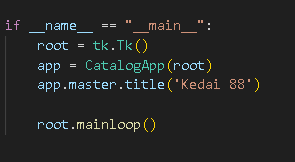 if __name__ == "__main__":
    root = tk.Tk()
    app = CatalogApp(root)
    app.master.title('Kedai 88')

    root.mainloop()